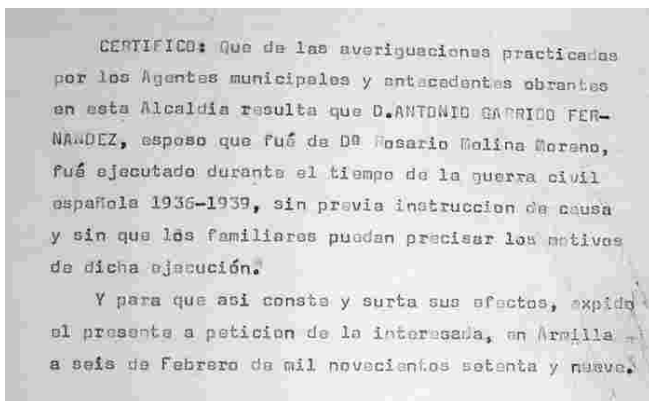 CERTIFICO: Que de las averiguaciones practicadas
por los Agentes municipales y antecedentes obrantes
en esta Alcaldia resulta que D.ANTONIO GARRIDO FER-
NANDEZ, esposo que fué de Dª Rosario Molina Moreno,
fué ejecutado durante el tiempo de la guerra civil
española 1936-1939, sin previa instruccion de causa
y sin que los familiares puedan precisar los motivos
de dicha ejecución.
Y para que asi conste y surta sus efectos, expido
el presente a peticion de la interesada, en Armilla
a seis de Febrero de mil novecientos setenta y nueve.